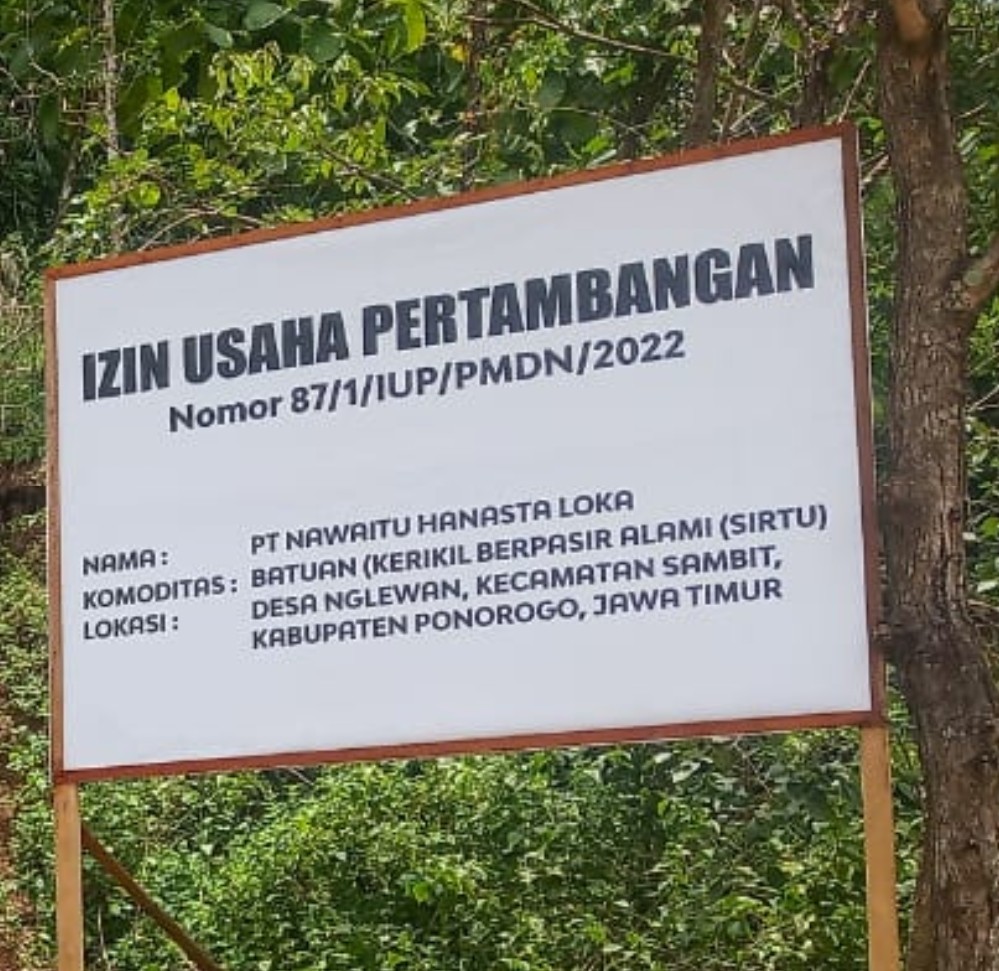 IZIN USAHA PERTAMBANGAN
Nomor 87/1/IUP/PMDN/2022
NAMA : PT NAWAITU HANASTA LOKA
KOMODITAS : BATUAN (KERIKIL BERPASIR ALAMI (SIRTU)
LOKASI : DESA NGLEWAN, KECAMATAN SAMBIT,
KABUPATEN PONOROGO, JAWA TIMUR